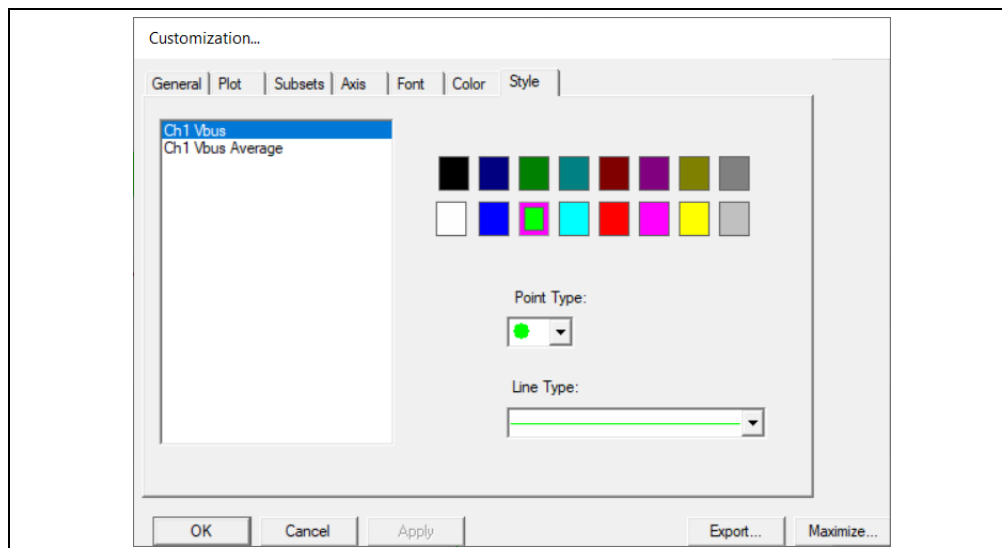 Customization...
General Plot Subsets Axis Font Color Style
Ch1 Vbus
Ch1 Vbus Average
Point Type:
Line Type:
OK Cancel Apply Export... Maximize...